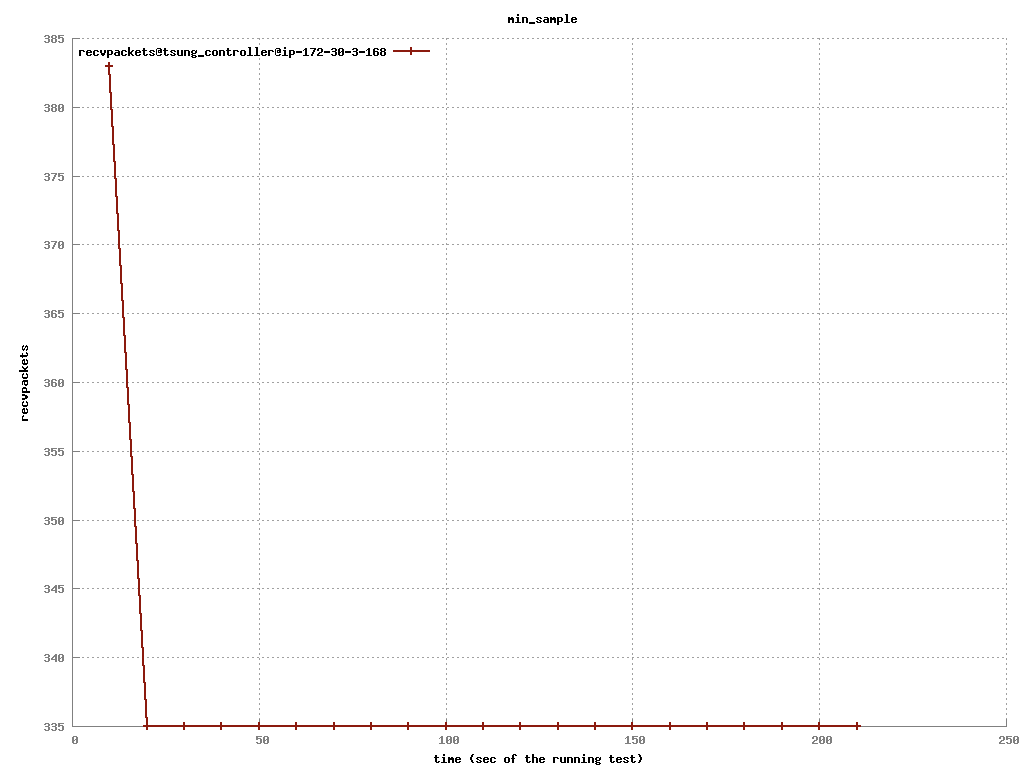 min_sample
385
recvpackets@tsung_controller@ip-172-30-3-168
380
375
370
365
360
355
350
345
340
335
recvpackets
0 50 100 150 200 250
time (sec of the running test)